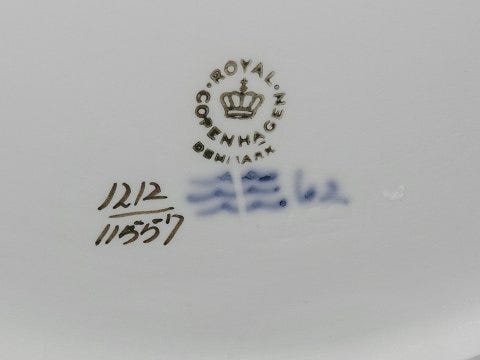 ROYAL
COPENHAGEN
DENMARK
1212
11557
62